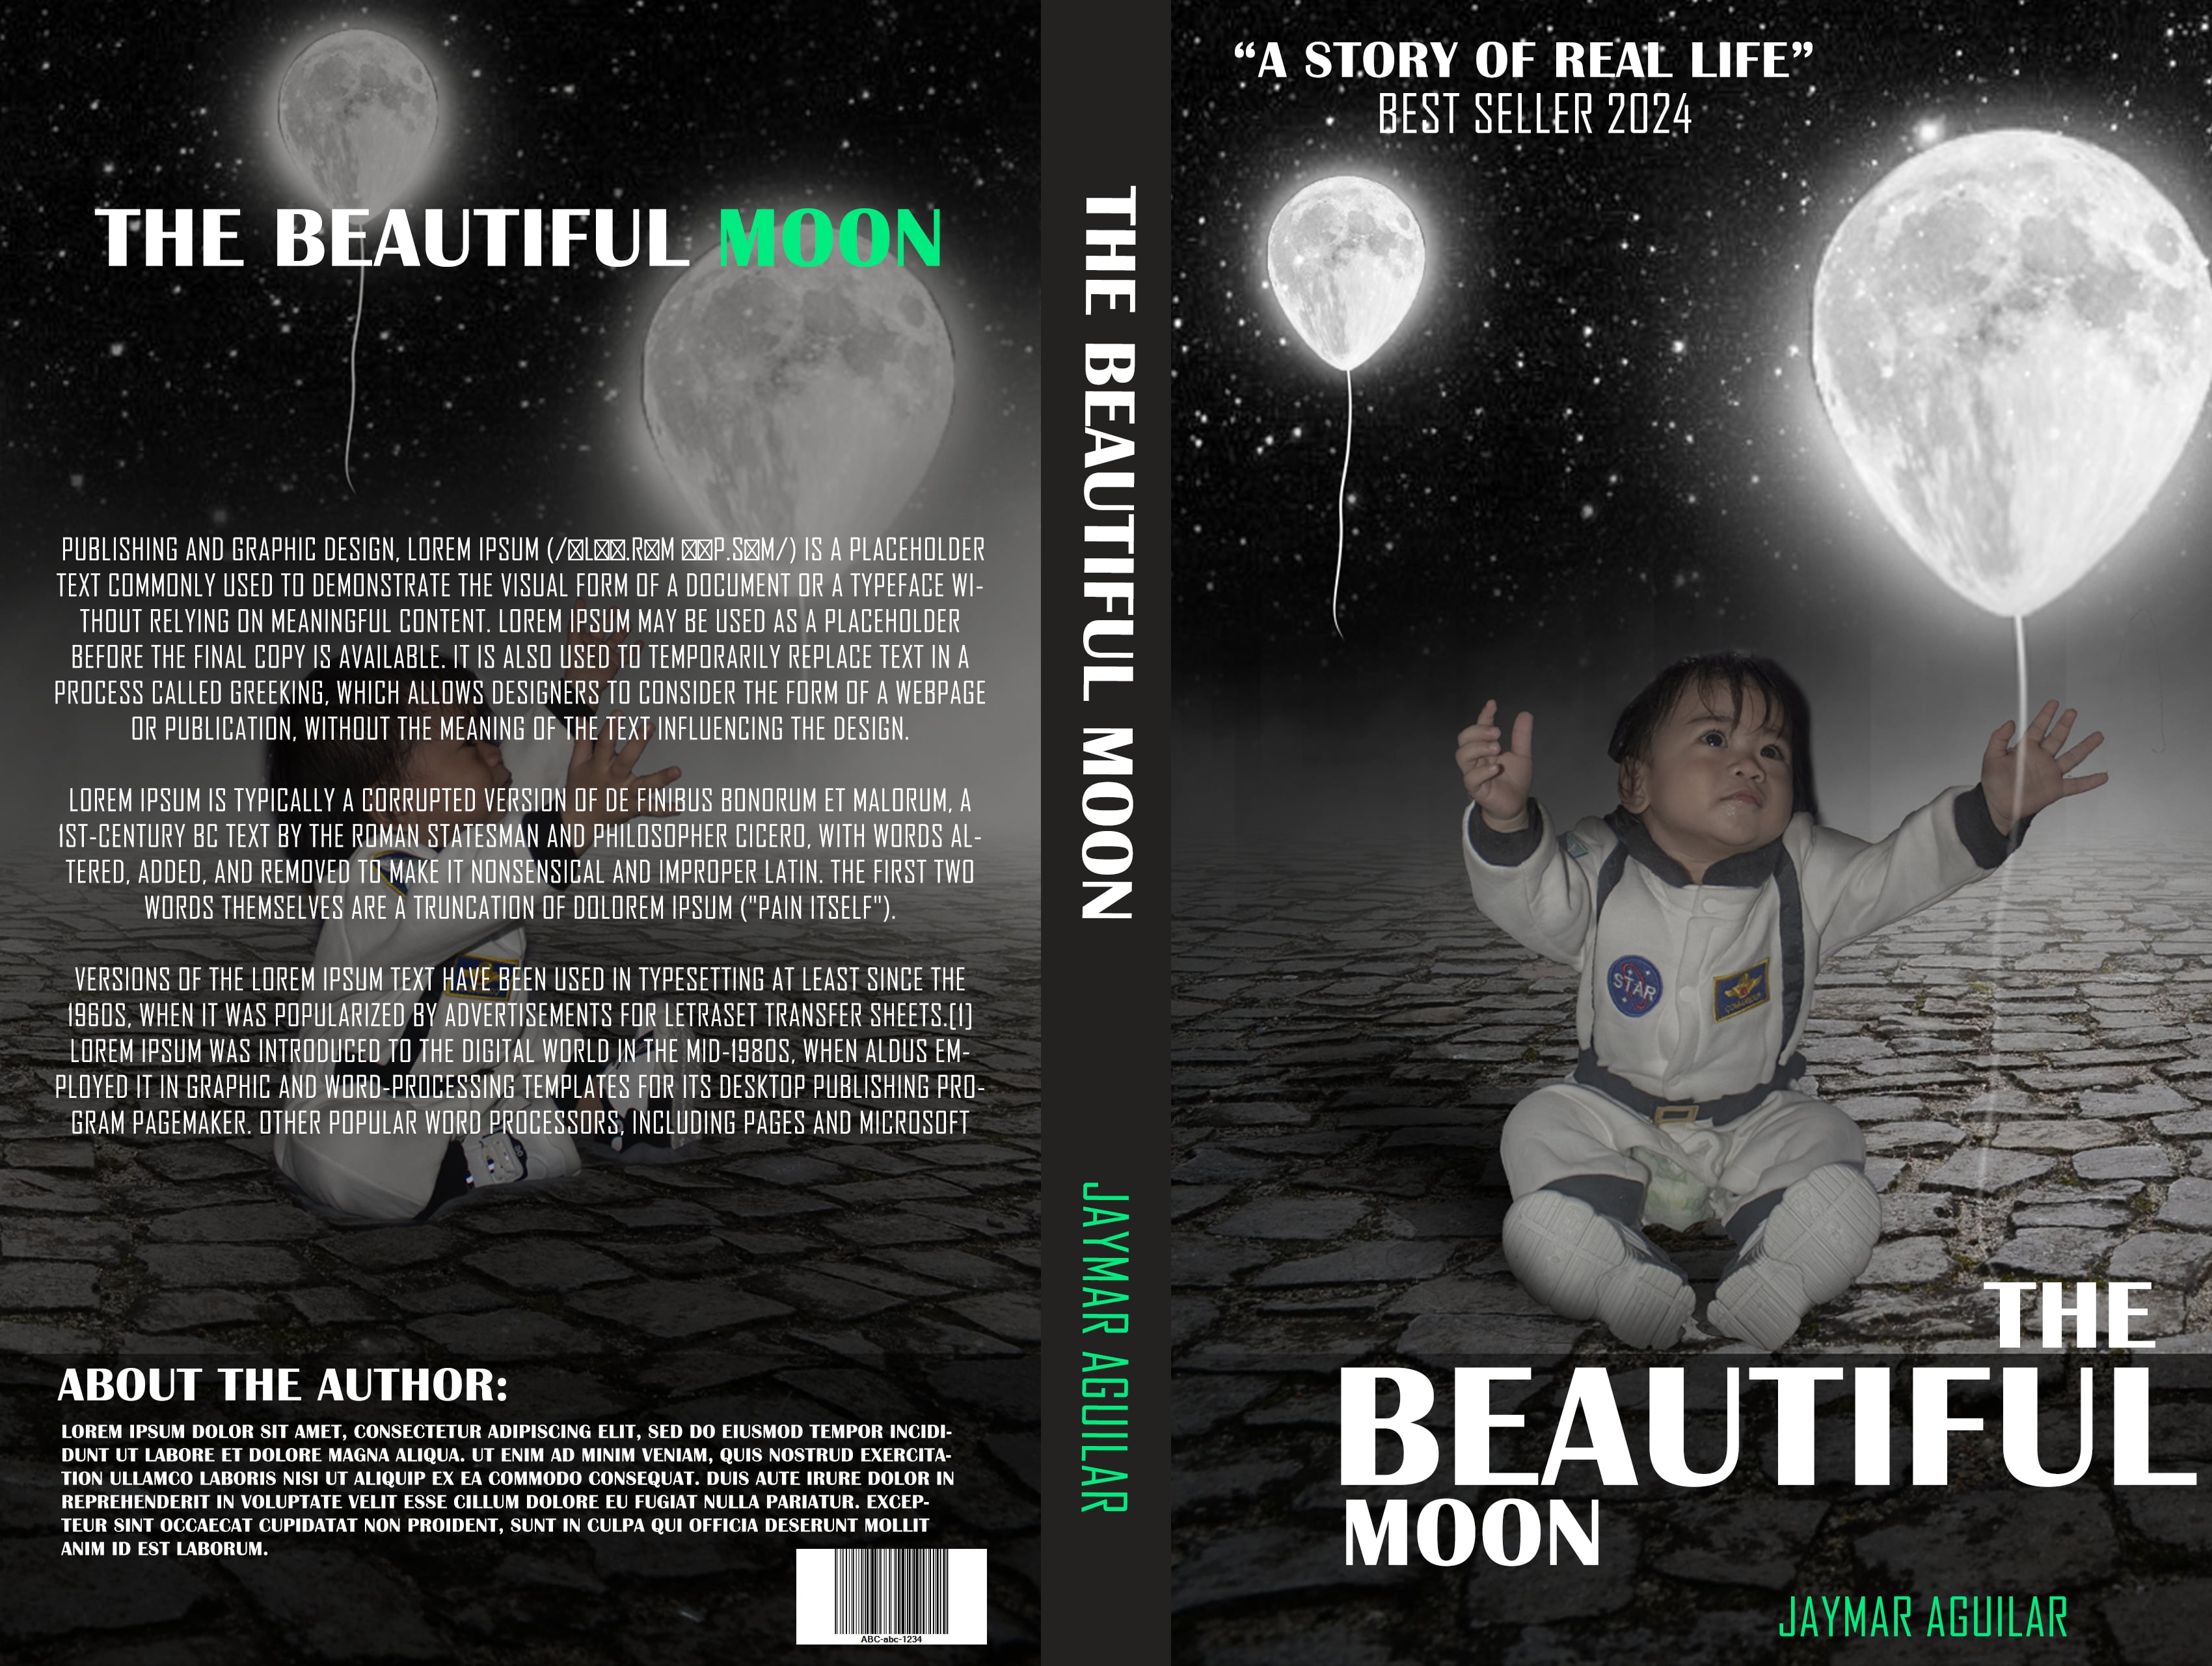 THE BEAUTIFUL MOON
PUBLISHING AND GRAPHIC DESIGN, LOREM IPSUM (/☒L☒☒.R☒M ☒☒P.S☒M/) IS A PLACEHOLDER
TEXT COMMONLY USED TO DEMONSTRATE THE VISUAL FORM OF A DOCUMENT OR A TYPEFACE WI-
THOUT RELYING ON MEANINGFUL CONTENT. LOREM IPSUM MAY BE USED AS A PLACEHOLDER
BEFORE THE FINAL COPY IS AVAILABLE. IT IS ALSO USED TO TEMPORARILY REPLACE TEXT IN A
PROCESS CALLED GREEKING, WHICH ALLOWS DESIGNERS TO CONSIDER THE FORM OF A WEBPAGE
OR PUBLICATION, WITHOUT THE MEANING OF THE TEXT INFLUENCING THE DESIGN.
LOREM IPSUM IS TYPICALLY A CORRUPTED VERSION OF DE FINIBUS BONORUM ET MALORUM, A
1ST-CENTURY BC TEXT BY THE ROMAN STATESMAN AND PHILOSOPHER CICERO, WITH WORDS AL-
TERED, ADDED, AND REMOVED TO MAKE IT NONSENSICAL AND IMPROPER LATIN. THE FIRST TWO
WORDS THEMSELVES ARE A TRUNCATION OF DOLOREM IPSUM ("PAIN ITSELF").
VERSIONS OF THE LOREM IPSUM TEXT HAVE BEEN USED IN TYPESETTING AT LEAST SINCE THE
1960S, WHEN IT WAS POPULARIZED BY ADVERTISEMENTS FOR LETRASET TRANSFER SHEETS.[1]
LOREM IPSUM WAS INTRODUCED TO THE DIGITAL WORLD IN THE MID-1980S, WHEN ALDUS EM-
PLOYED IT IN GRAPHIC AND WORD-PROCESSING TEMPLATES FOR ITS DESKTOP PUBLISHING PRO-
GRAM PAGEMAKER. OTHER POPULAR WORD PROCESSORS, INCLUDING PAGES AND MICROSOFT
ABOUT THE AUTHOR:
LOREM IPSUM DOLOR SIT AMET, CONSECTETUR ADIPISCING ELIT, SED DO EIUSMOD TEMPOR INCIDI-
DUNT UT LABORE ET DOLORE MAGNA ALIQUA. UT ENIM AD MINIM VENIAM, QUIS NOSTRUD EXERCITA-
TION ULLAMCO LABORIS NISI UT ALIQUIP EX EA COMMODO CONSEQUAT. DUIS AUTE IRURE DOLOR IN
REPREHENDERIT IN VOLUPTATE VELIT ESSE CILLUM DOLORE EU FUGIAT NULLA PARIATUR. EXCEP-
TEUR SINT OCCAECAT CUPIDATAT NON PROIDENT, SUNT IN CULPA QUI OFFICIA DESERUNT MOLLIT
ANIM ID EST LABORUM.
ABC-abc-1234
THE BEAUTIFUL MOON
JAYMAR AGUILAR
“A STORY OF REAL LIFE”
BEST SELLER 2024
STAR
THE
BEAUTIFUL
MOON
JAYMAR AGUILAR